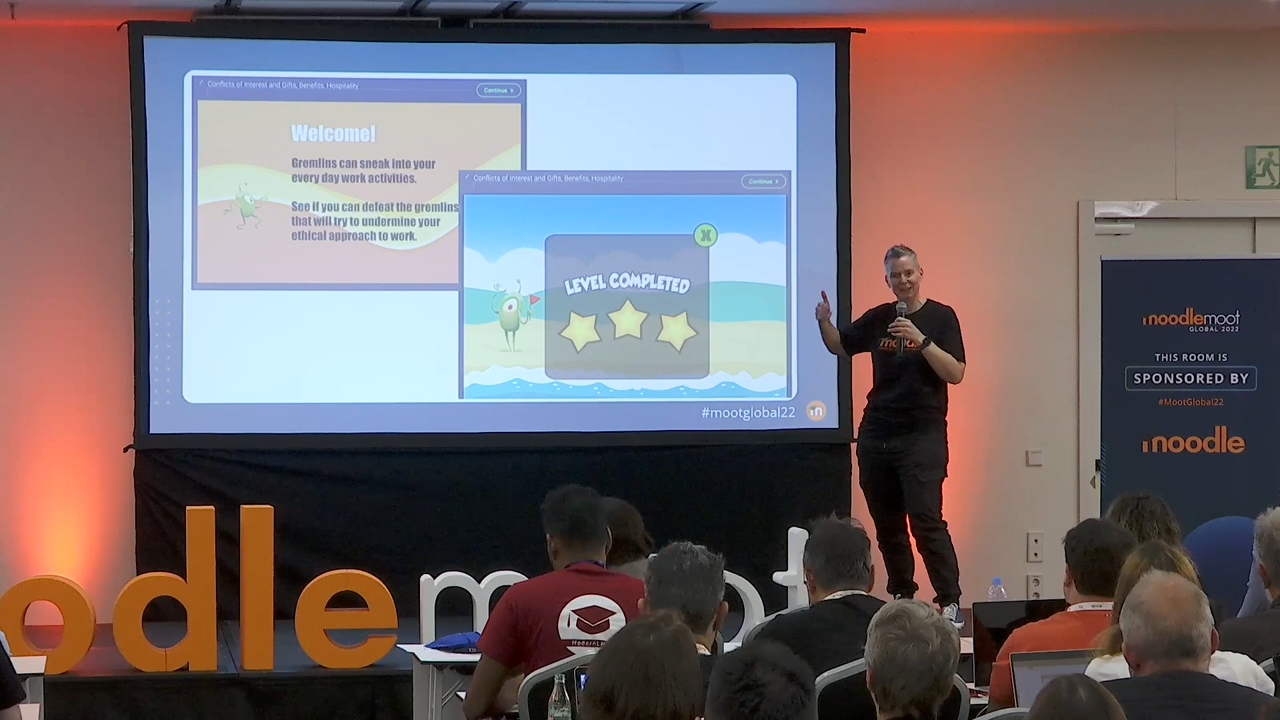 Conflicts of Interest and Gifts, Benefits, Hospitality
Continue
Welcome!
Gremlins can sneak into your
every day work activities.
See if you can defeat the gremlins
that will try to undermine your
ethical approach to work.
Conflicts of Interest and Gifts, Benefits, Hospitality
Continue
X
LEVEL COMPLETED
#mootglobal22
m
moodlemoot
GLOBAL 2022
THIS ROOM IS
SPONSORED BY
#MootGlobal22
moodle
oodle moot